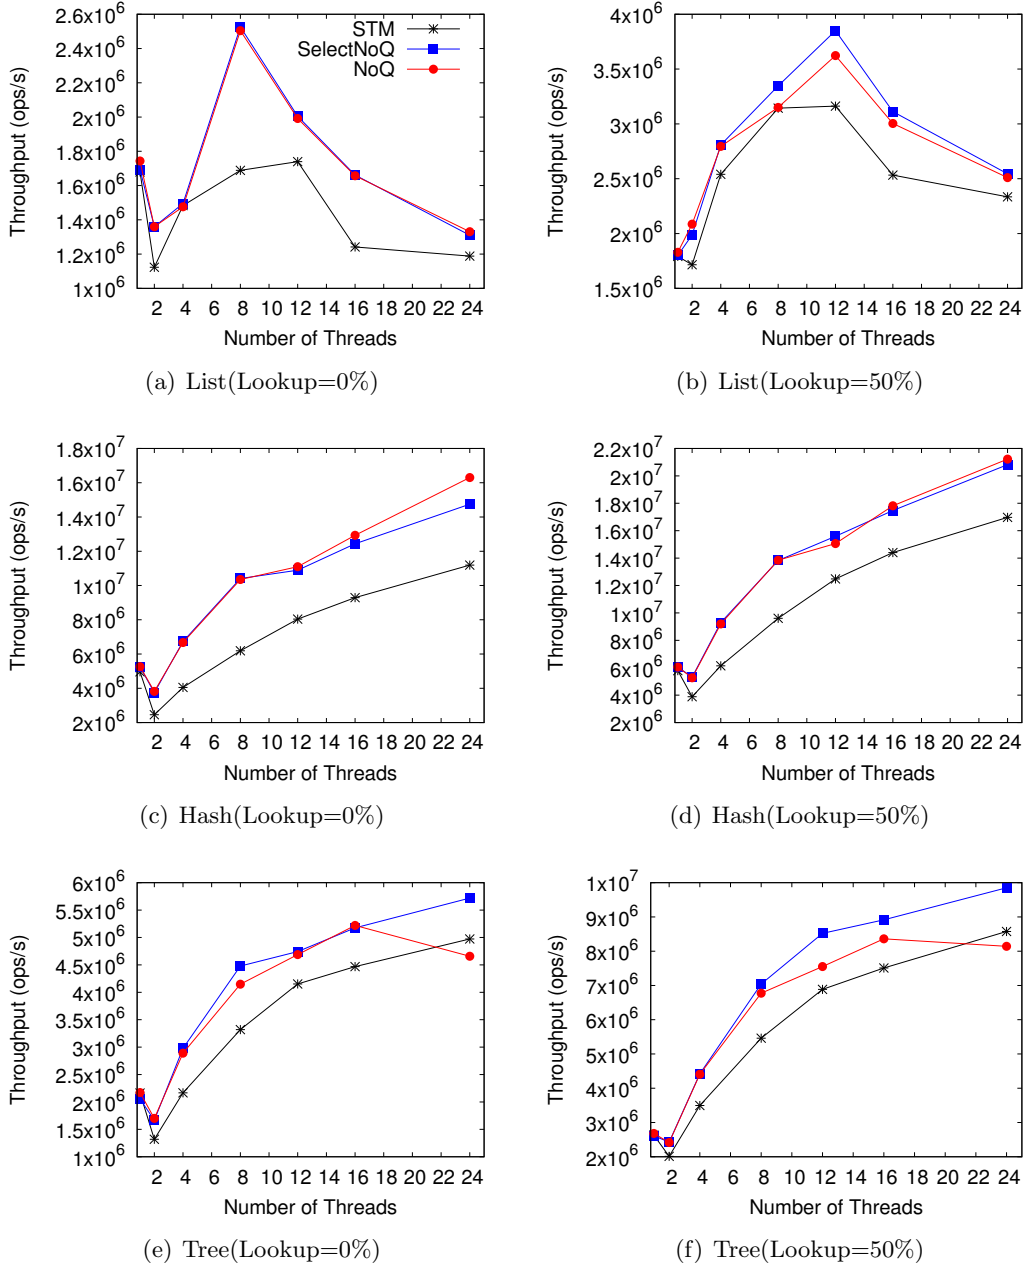 2.6x10^6
2.4x10^6
2.2x10^6
2x10^6
1.8x10^6
1.6x10^6
1.4x10^6
1.2x10^6
1x10^6
Throughput (ops/s)
STM
SelectNoQ
NoQ
2 4 6 8 10 12 14 16 18 20 22 24
Number of Threads
(a) List(Lookup=0%)
4x10^6
3.5x10^6
3x10^6
2.5x10^6
2x10^6
1.5x10^6
Throughput (ops/s)
2 4 6 8 10 12 14 16 18 20 22 24
Number of Threads
(b) List(Lookup=50%)
1.8x10^7
1.6x10^7
1.4x10^7
1.2x10^7
1x10^7
8x10^6
6x10^6
4x10^6
2x10^6
Throughput (ops/s)
2 4 6 8 10 12 14 16 18 20 22 24
Number of Threads
(c) Hash(Lookup=0%)
2.2x10^7
2x10^7
1.8x10^7
1.6x10^7
1.4x10^7
1.2x10^7
1x10^7
8x10^6
6x10^6
4x10^6
2x10^6
Throughput (ops/s)
2 4 6 8 10 12 14 16 18 20 22 24
Number of Threads
(d) Hash(Lookup=50%)
6x10^6
5.5x10^6
5x10^6
4.5x10^6
4x10^6
3.5x10^6
3x10^6
2.5x10^6
2x10^6
1.5x10^6
1x10^6
Throughput (ops/s)
2 4 6 8 10 12 14 16 18 20 22 24
Number of Threads
(e) Tree(Lookup=0%)
1x10^7
9x10^6
8x10^6
7x10^6
6x10^6
5x10^6
4x10^6
3x10^6
2x10^6
Throughput (ops/s)
2 4 6 8 10 12 14 16 18 20 22 24
Number of Threads
(f) Tree(Lookup=50%)